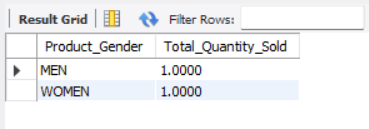 Result Grid Filter Rows:
Product_Gender Total_Quantity_Sold
MEN 1.0000
WOMEN 1.0000